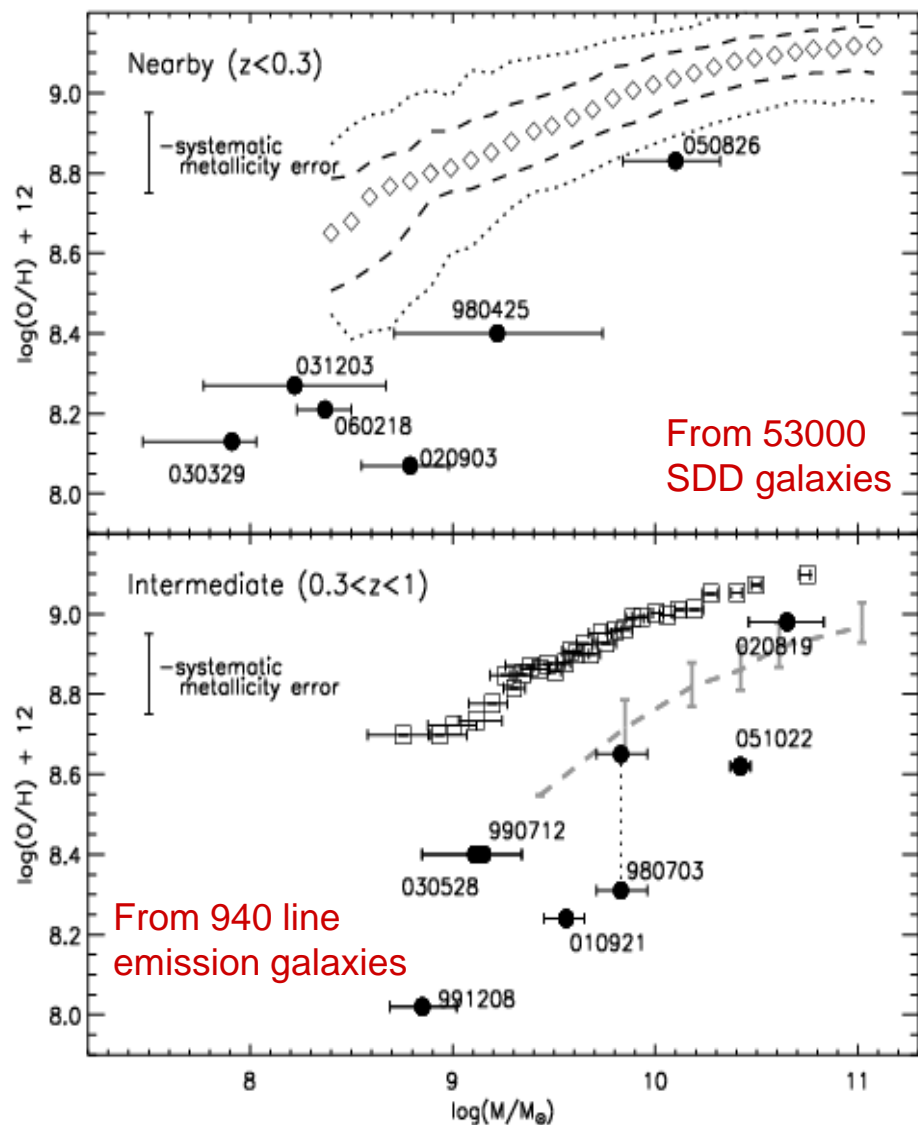 Nearby (z<0.3)
9.0
-systematic
metallicity error
050826
8.8
log(O/H) + 12
8.6
980425
8.4
031203
8.2
060218
From 53000
030329
020903
SDD galaxies
8.0
Intermediate (0.3<z<1)
9.0
020819
-systematic
metallicity error
8.8
051022
log(O/H) + 12
8.6
990712
8.4
030528
980703
From 940 line
8.2
010921
emission galaxies
991208
8.0
8
9
10
11
log(M/M⊙)